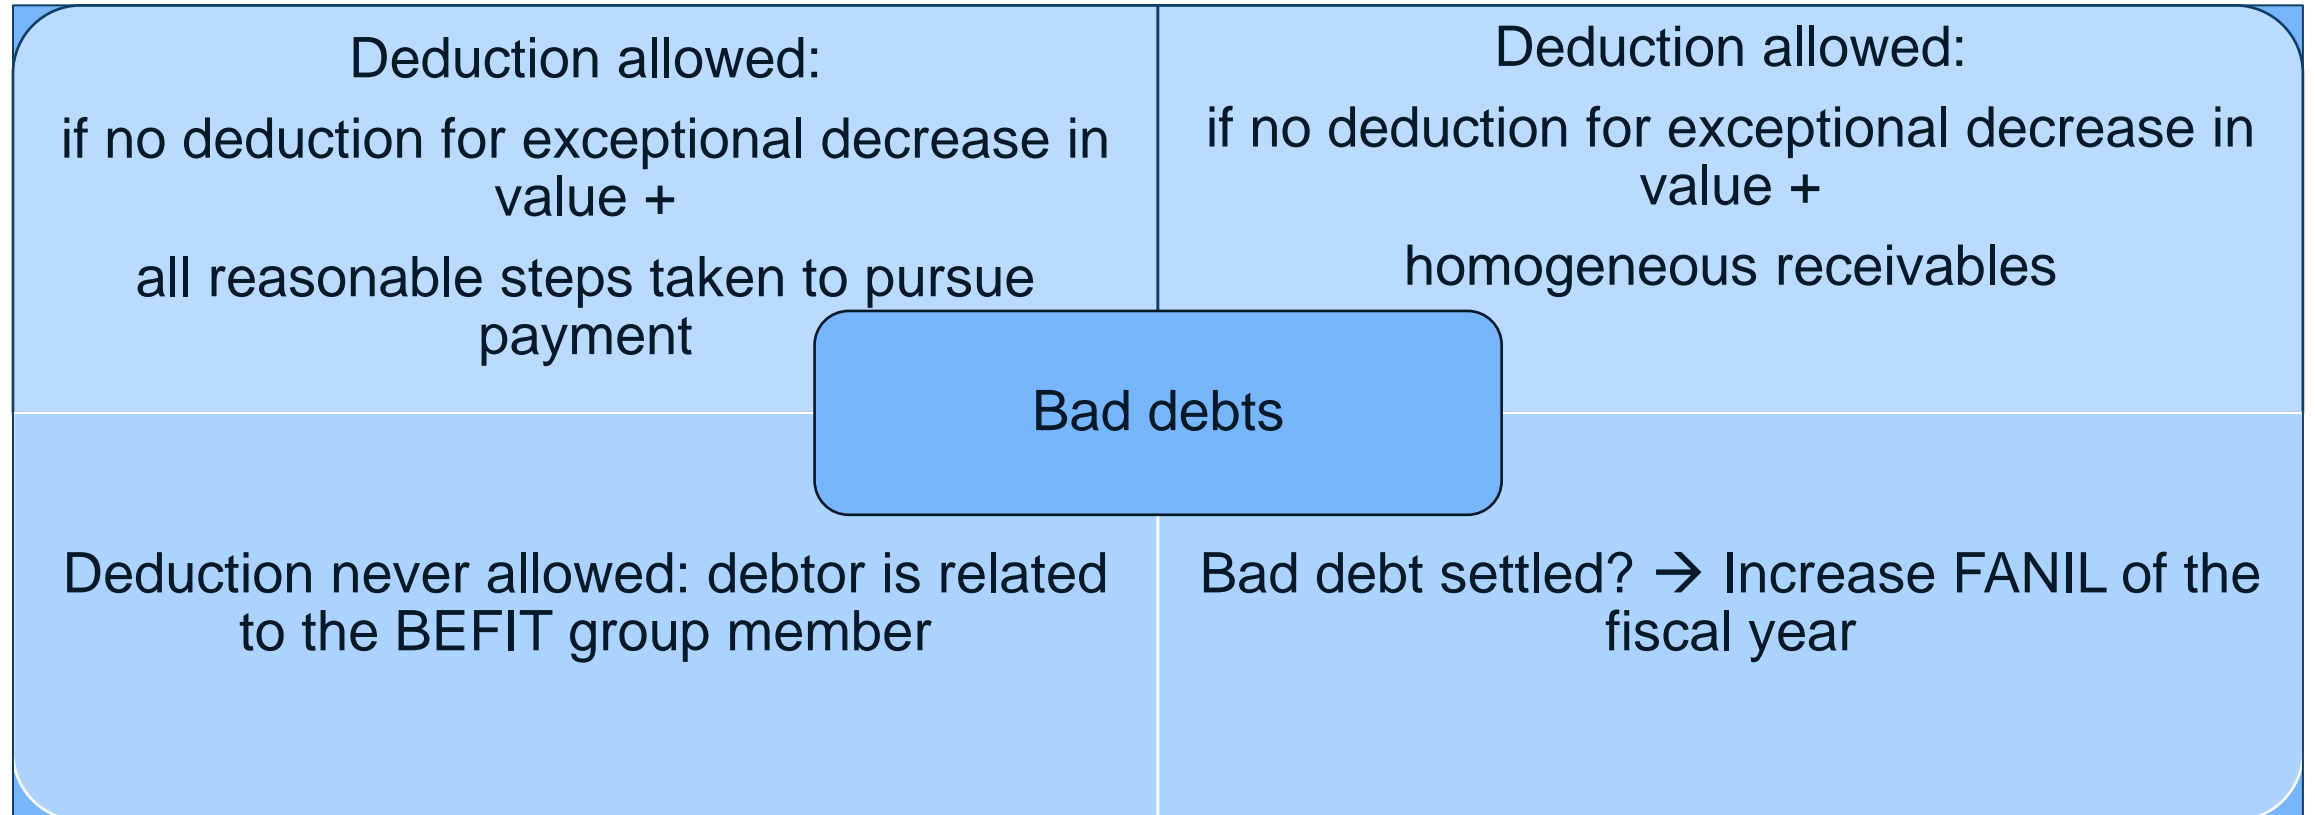 Deduction allowed:
if no deduction for exceptional decrease in
value +
all reasonable steps taken to pursue
payment
Deduction allowed:
if no deduction for exceptional decrease in
value +
homogeneous receivables
Bad debts
Deduction never allowed: debtor is related
to the BEFIT group member
Bad debt settled? → Increase FANIL of the
fiscal year